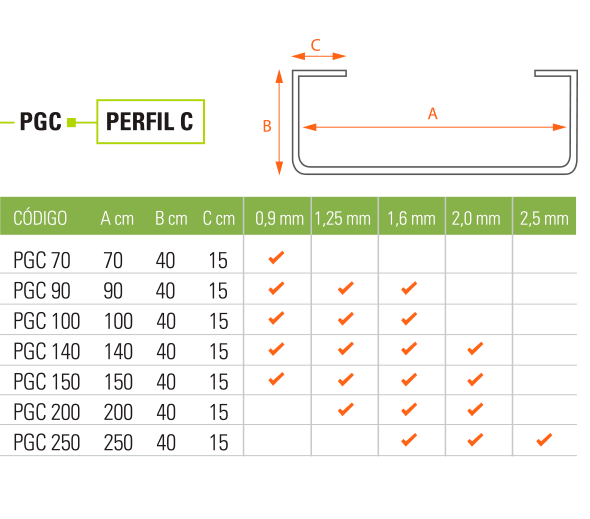 C
B
A
PGC PERFIL C
CÓDIGO A cm B cm C cm 0,9 mm 1,25 mm 1,6 mm 2,0 mm 2,5 mm
PGC 70 70 40 15 ✓
PGC 90 90 40 15 ✓ ✓ ✓
PGC 100 100 40 15 ✓ ✓ ✓
PGC 140 140 40 15 ✓ ✓ ✓ ✓
PGC 150 150 40 15 ✓ ✓ ✓ ✓
PGC 200 200 40 15 ✓ ✓ ✓
PGC 250 250 40 15 ✓ ✓ ✓